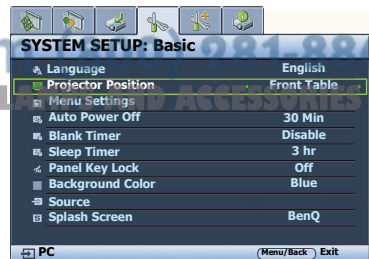 SYSTEM SETUP: Basic
Language English
Projector Position Front Table
Menu Settings
Auto Power Off 30 Min
Blank Timer Disable
Sleep Timer 3 hr
Panel Key Lock Off
Background Color Blue
Source
Splash Screen BenQ
PC Menu/Back Exit